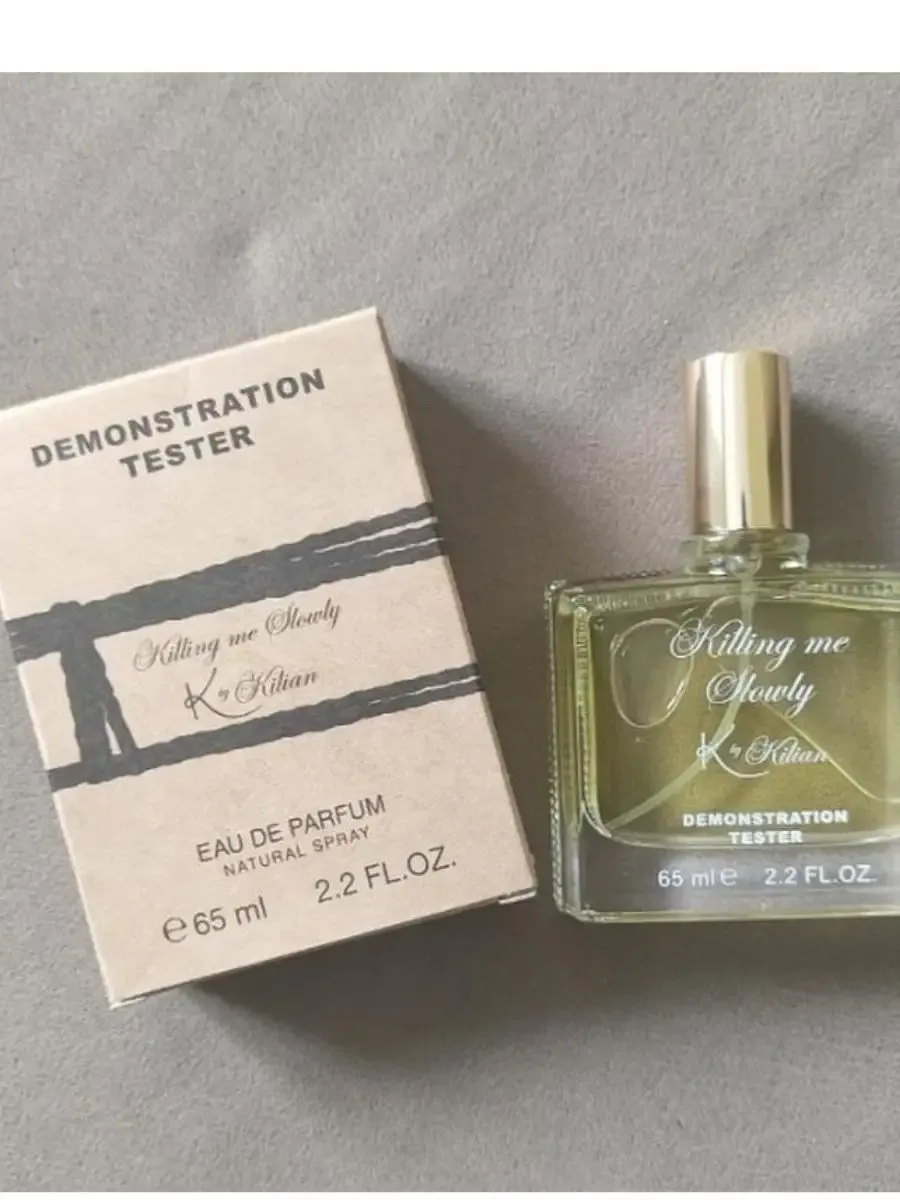 DEMONSTRATION
TESTER
Killing me Slowly
K by Kilian
EAU DE PARFUM
NATURAL SPRAY
e 65 ml 2.2 FL.OZ.
Killing me
Slowly
K by Kilian
DEMONSTRATION
TESTER
65 ml e 2.2 FL.OZ.